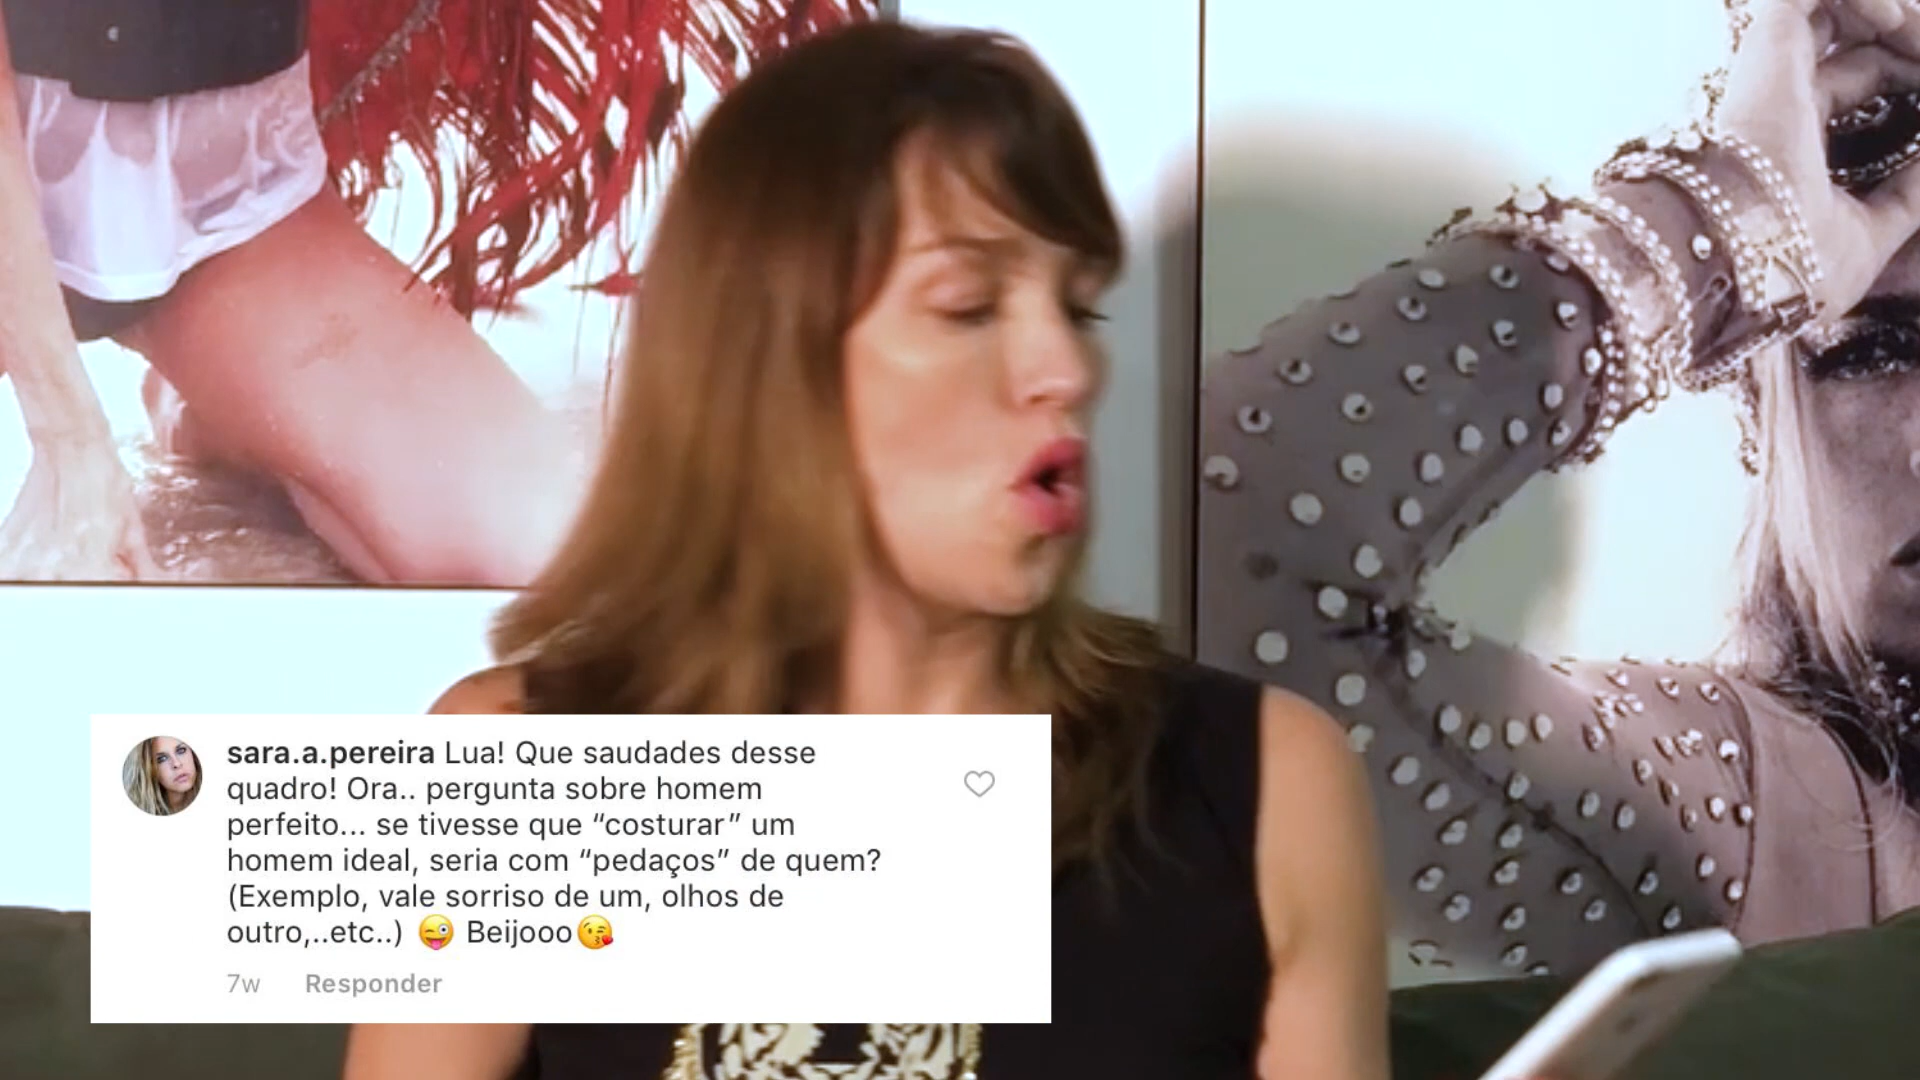 sara.a.pereira Lua! Que saudades desse
quadro! Ora.. pergunta sobre homem
perfeito... se tivesse que “costurar” um
homem ideal, seria com “pedaços” de quem?
(Exemplo, vale sorriso de um, olhos de
outro,..etc..) 😜 Beijooo😘
7w Responder